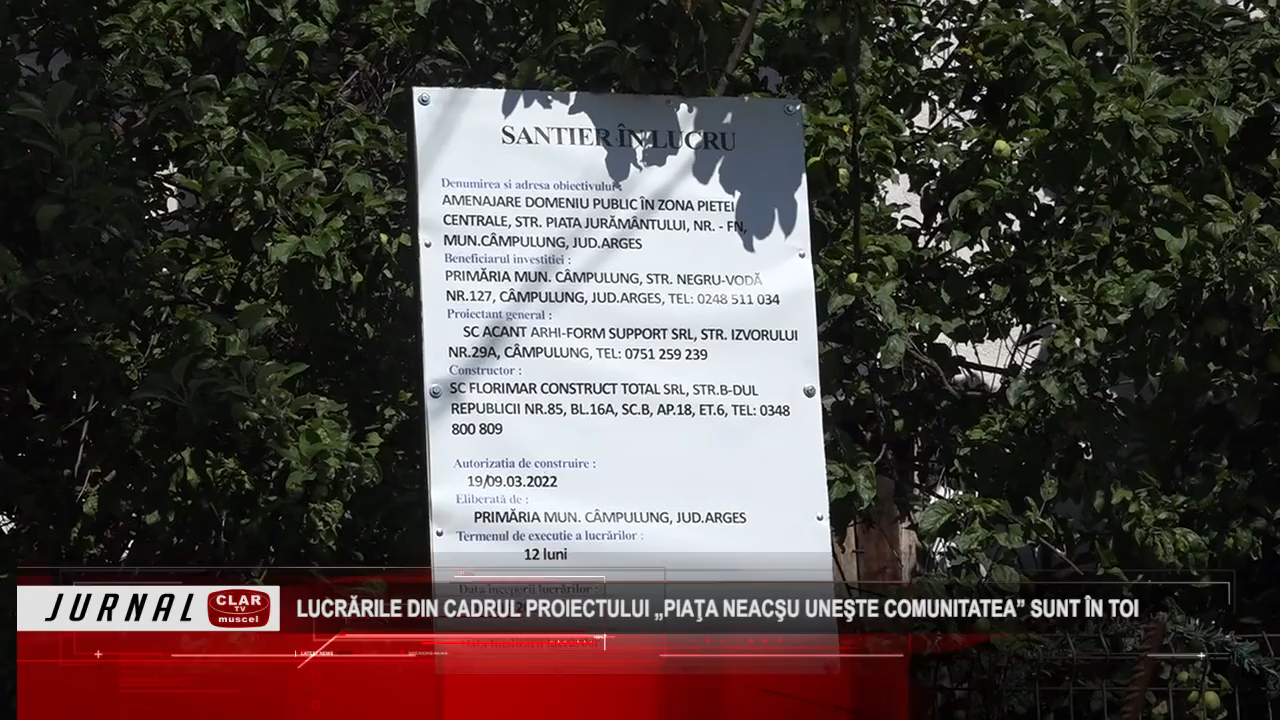 SANTIER ÎN LUCRU
Denumirea si adresa obiectivului :
AMENAJARE DOMENIU PUBLIC ÎN ZONA PIETEI
CENTRALE, STR. PIATA JURĂMÂNTULUI, NR. - FN,
MUN.CÂMPULUNG, JUD.ARGES
Beneficiarul investitiei :
PRIMĂRIA MUN. CÂMPULUNG, STR. NEGRU-VODĂ
NR.127, CÂMPULUNG, JUD.ARGES, TEL: 0248 511 034
Proiectant general :
SC ACANT ARHI-FORM SUPPORT SRL, STR. IZVORULUI
NR.29A, CÂMPULUNG, TEL: 0751 259 239
Constructor :
SC FLORIMAR CONSTRUCT TOTAL SRL, STR.B-DUL
REPUBLICII NR.85, BL.16A, SC.B, AP.18, ET.6, TEL: 0348
800 809
Autorizatia de construire :
19/09.03.2022
Eliberată de :
PRIMĂRIA MUN. CÂMPULUNG, JUD.ARGES
Termenul de executie a lucrărilor :
12 luni
Data începerii lucrărilor :
JURNAL
CLAR
TV
muscel
LUCRĂRILE DIN CADRUL PROIECTULUI „PIAŢA NEACŞU UNEŞTE COMUNITATEA” SUNT ÎN TOI
LATEST NEWS